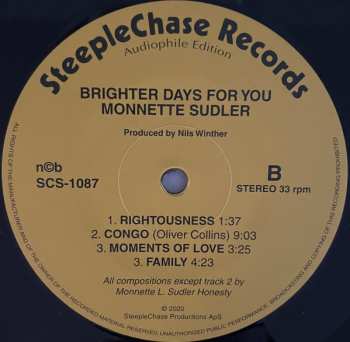 SteepleChase Records
Audiophile Edition
BRIGHTER DAYS FOR YOU
MONNETTE SUDLER
Produced by Nils Winther
n©b
SCS-1087
B
STEREO 33 rpm
1. RIGHTOUSNESS 1:37
2. CONGO (Oliver Collins) 9:03
3. MOMENTS OF LOVE 3:25
3. FAMILY 4:23
All compositions except track 2 by
Monnette L. Sudler Honesty
SteepleChase Productions ApS
ALL RIGHTS OF THE MANUFACTURER AND OF THE OWNER OF THE RECORDED MATERIAL RESERVED. UNAUTHORIZED PUBLIC PERFORMANCE, BROADCASTING AND COPYING OF THIS RECORDING PROHIBITED